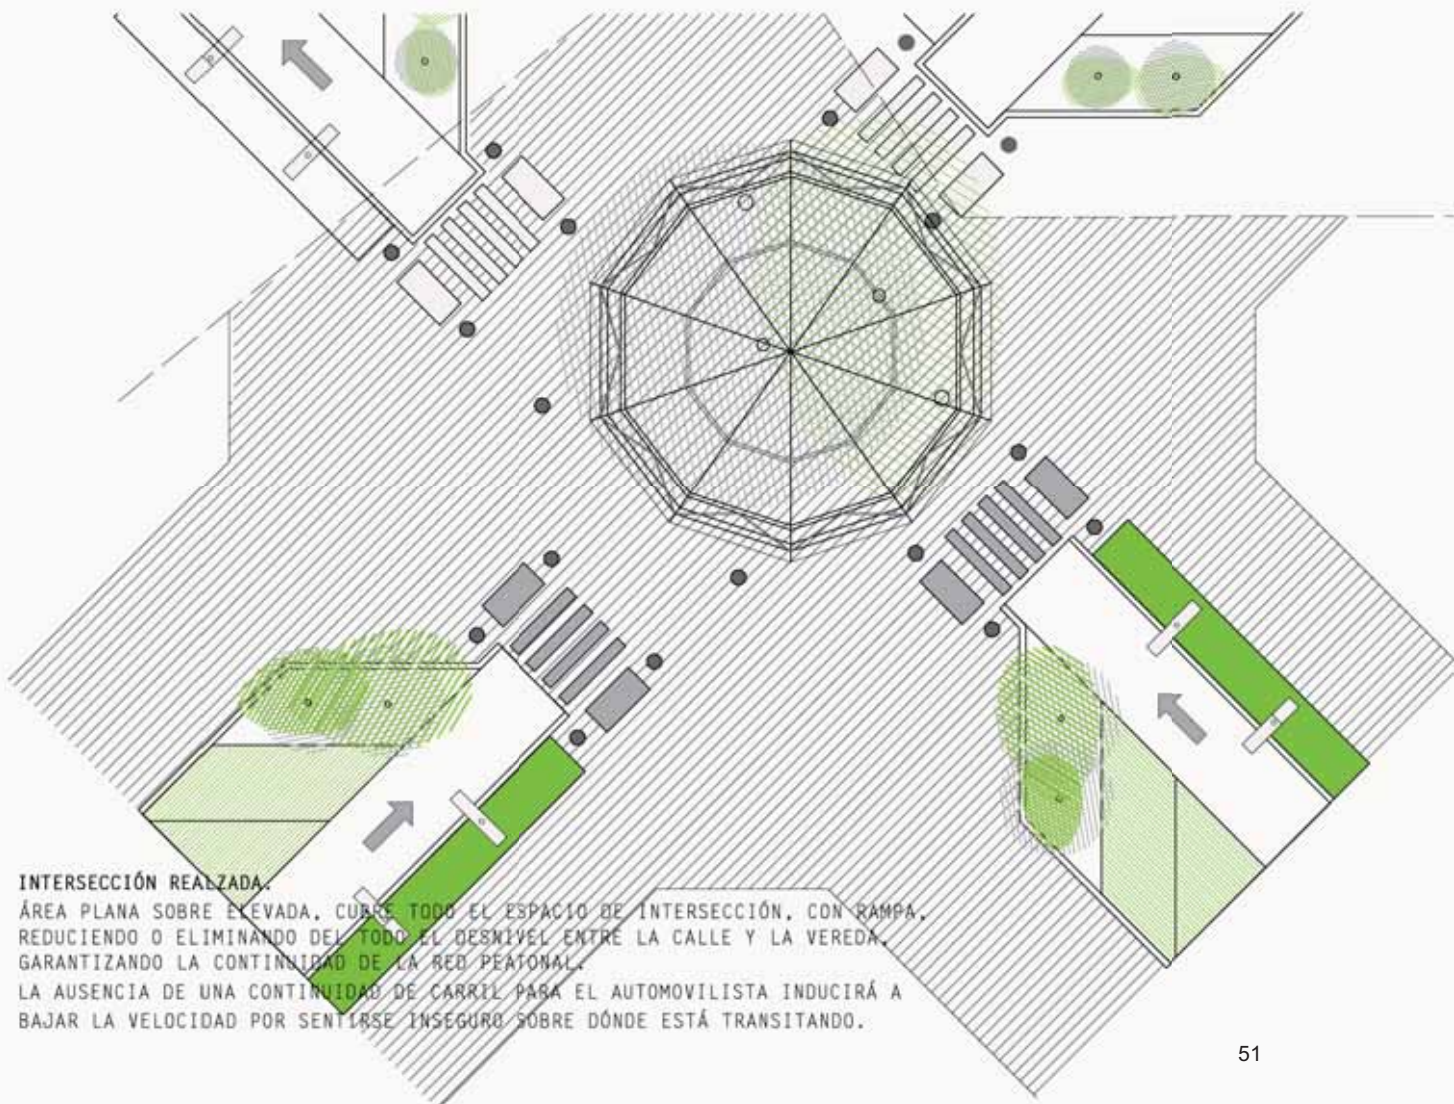 INTERSECCIÓN REALZADA.
ÁREA PLANA SOBRE ELEVADA, CUBRE TODO EL ESPACIO DE INTERSECCIÓN, CON RAMPA,
REDUCIENDO O ELIMINANDO DEL TODO EL DESNIVEL ENTRE LA CALLE Y LA VEREDA,
GARANTIZANDO LA CONTINUIDAD DE LA RED PEATONAL.
LA AUSENCIA DE UNA CONTINUIDAD DE CARRIL PARA EL AUTOMOVILISTA INDUCIRÁ A
BAJAR LA VELOCIDAD POR SENTIRSE INSEGURO SOBRE DÓNDE ESTÁ TRANSITANDO.
51